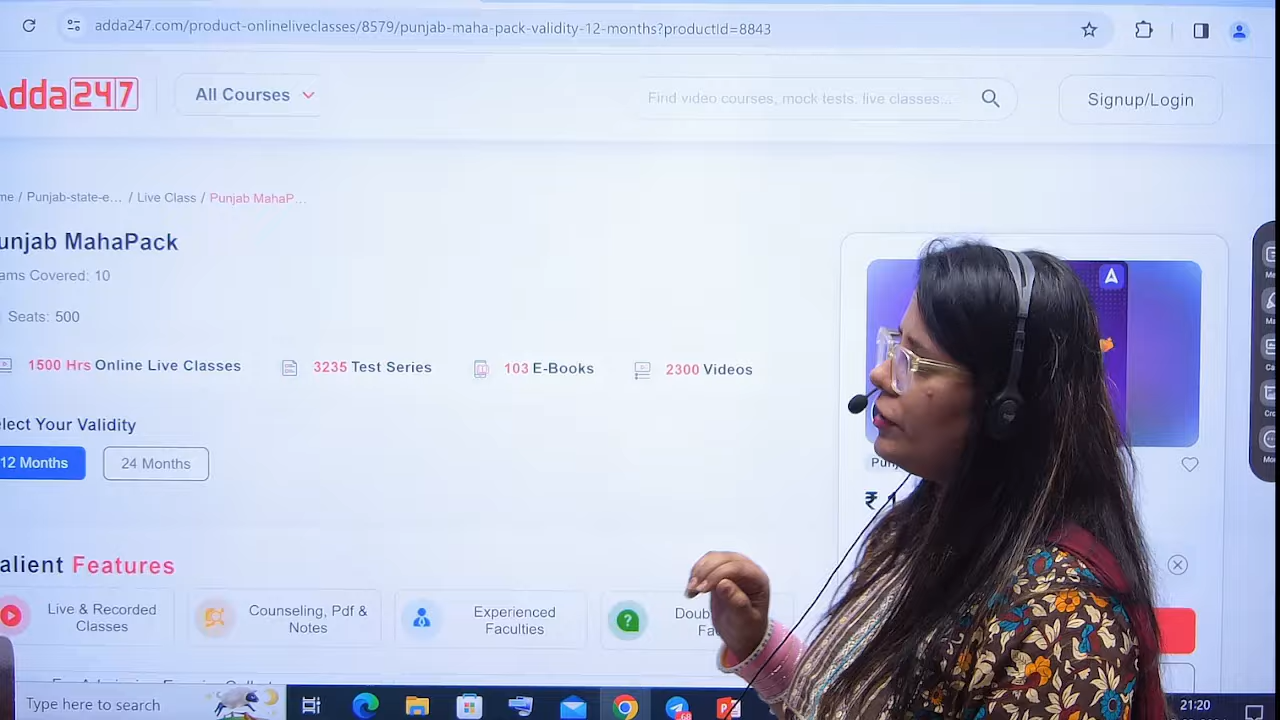 adda247.com/product-onlineliveclasses/8579/punjab-maha-pack-validity-12-months?productId=8843
Adda247
All Courses
Find video courses, mock tests, live classes...
Signup/Login
me / Punjab-state-e... / Live Class / Punjab MahaP...
unjab MahaPack
ams Covered: 10
Seats: 500
1500 Hrs Online Live Classes
3235 Test Series
103 E-Books
2300 Videos
lect Your Validity
12 Months
24 Months
₹ 1
alient Features
Live & Recorded
Classes
Counseling, Pdf &
Notes
Experienced
Faculties
Doub
Fac
Type here to search
21:20